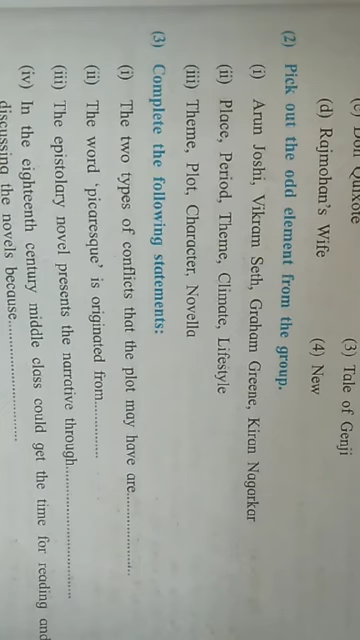 Don Quixote
(3) Tale of Genji
(d) Rajmohan's Wife
(4) New
(2) Pick out the odd element from the group.
(i) Arun Joshi, Vikram Seth, Graham Greene, Kiran Nagarkar
(ii) Place, Period, Theme, Climate, Lifestyle
(iii) Theme, Plot, Character, Novella
(3) Complete the following statements:
(i) The two types of conflicts that the plot may have are..................
(ii) The word 'picaresque' is originated from..............
(iii) The epistolary novel presents the narrative through..............................
(iv) In the eighteenth century middle class could get the time for reading and
discussing the novels because...........................